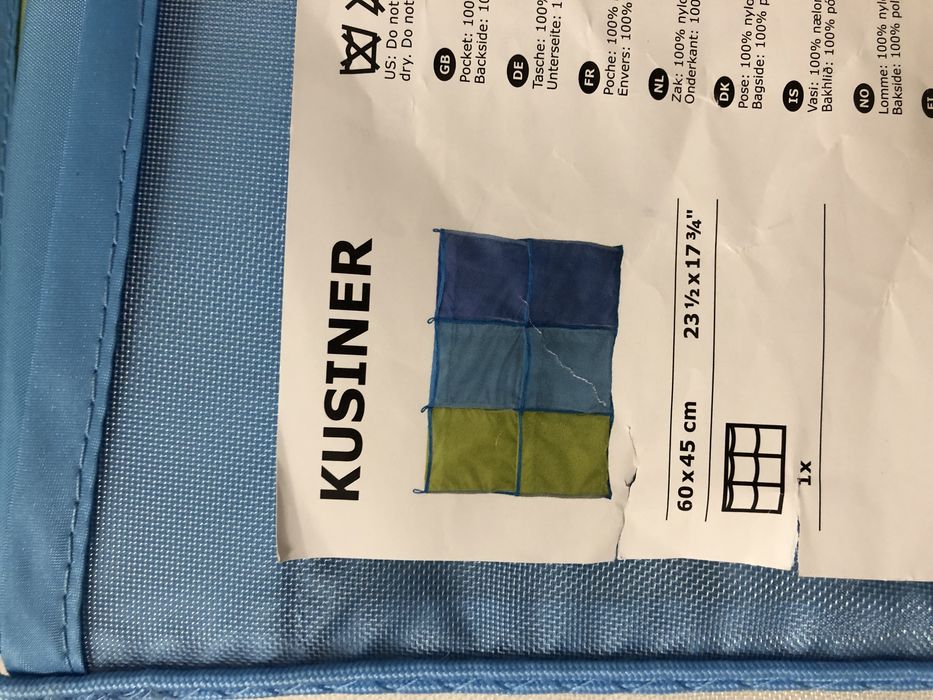 KUSINER
60 x 45 cm 23 ½ x 17 ¾"
1x
US: Do not
dry. Do not
GB
Pocket: 100
Backside: 10
DE
Tasche: 100%
Unterseite: 1
FR
Poche: 100%
Envers: 100%
NL
Zak: 100% nylo
Onderkant: 100
DK
Pose: 100% nylo
Bagside: 100% p
IS
Vasi: 100% nælon
Bakhlið: 100% pó
NO
Lomme: 100% nyl
Bakside: 100% pol